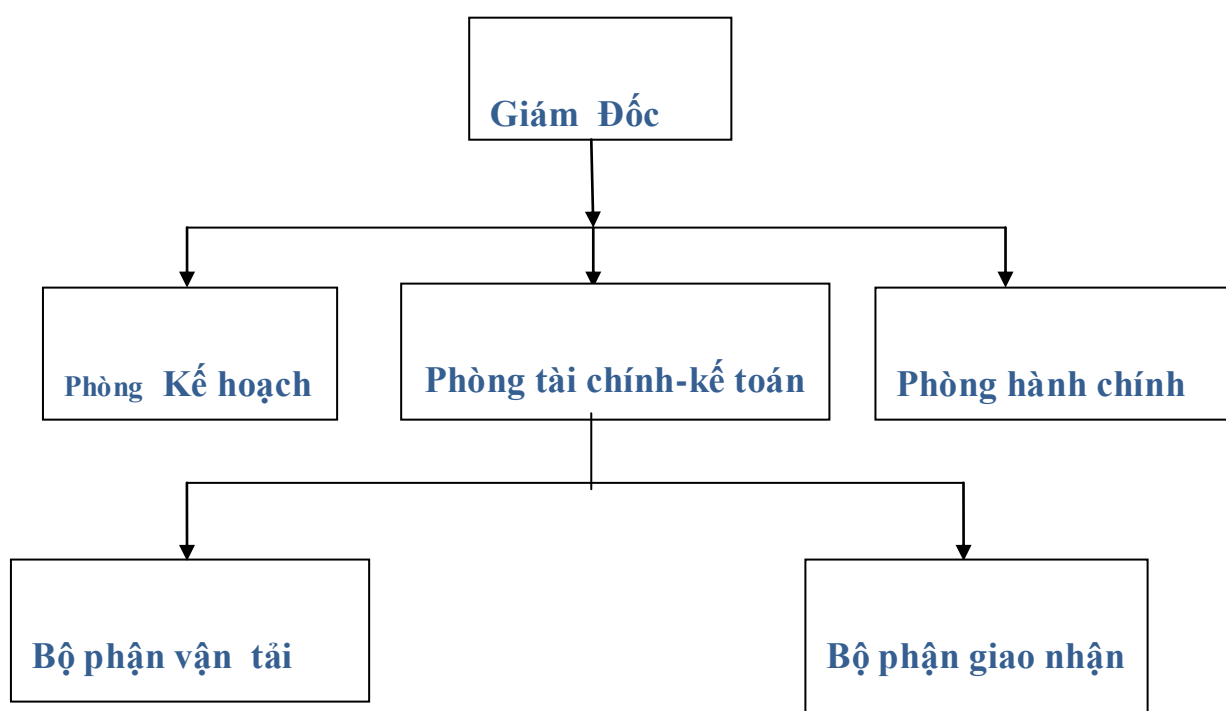 Giám Đốc
Phòng Kế hoạch
Phòng tài chính-kế toán
Phòng hành chính
Bộ phận vận tải
Bộ phận giao nhận